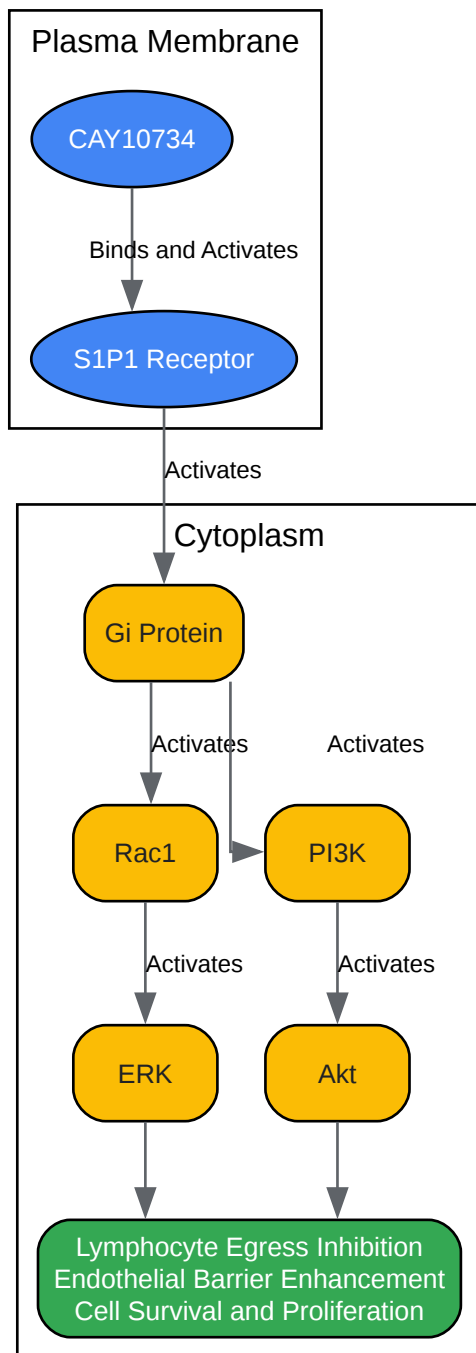 Plasma Membrane
CAY10734
Binds and Activates
S1P1 Receptor
Activates
Cytoplasm
Gi Protein
Activates
Activates
Rac1
PI3K
Activates
Activates
ERK
Akt
Lymphocyte Egress Inhibition
Endothelial Barrier Enhancement
Cell Survival and Proliferation